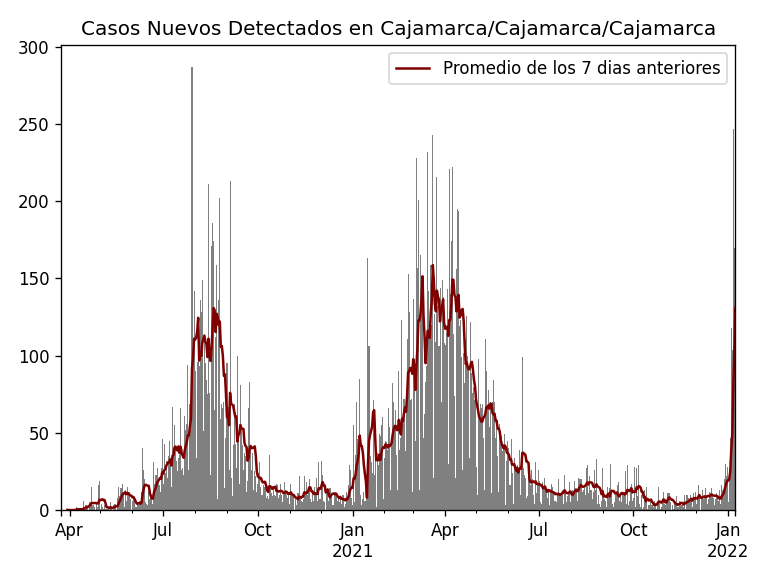 Casos Nuevos Detectados en Cajamarca/Cajamarca/Cajamarca
Promedio de los 7 dias anteriores
300
250
200
150
100
50
0
Apr Jul Oct Jan Apr Jul Oct Jan
2021 2022